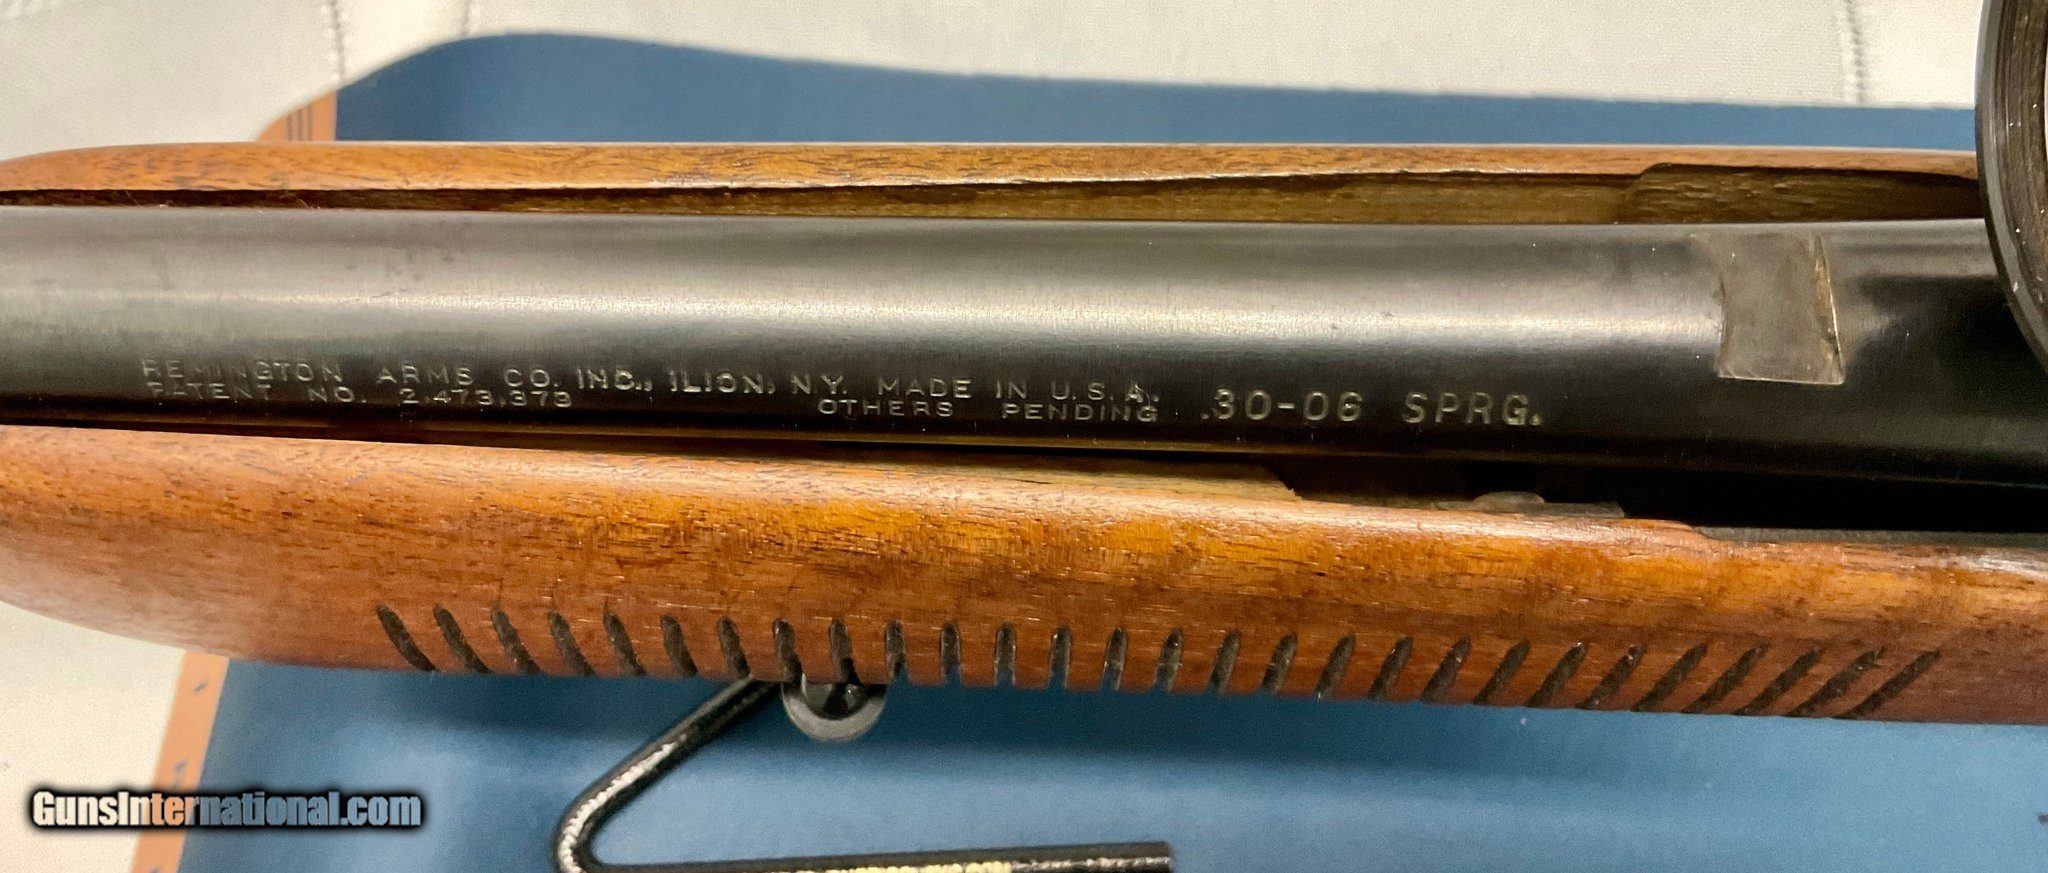 REMINGTON ARMS CO. INC., ILION, N.Y. MADE IN U.S.A. .30-06 SPRG.
PATENT NO. 2,473,373 OTHERS PENDING
GunsInternational.com